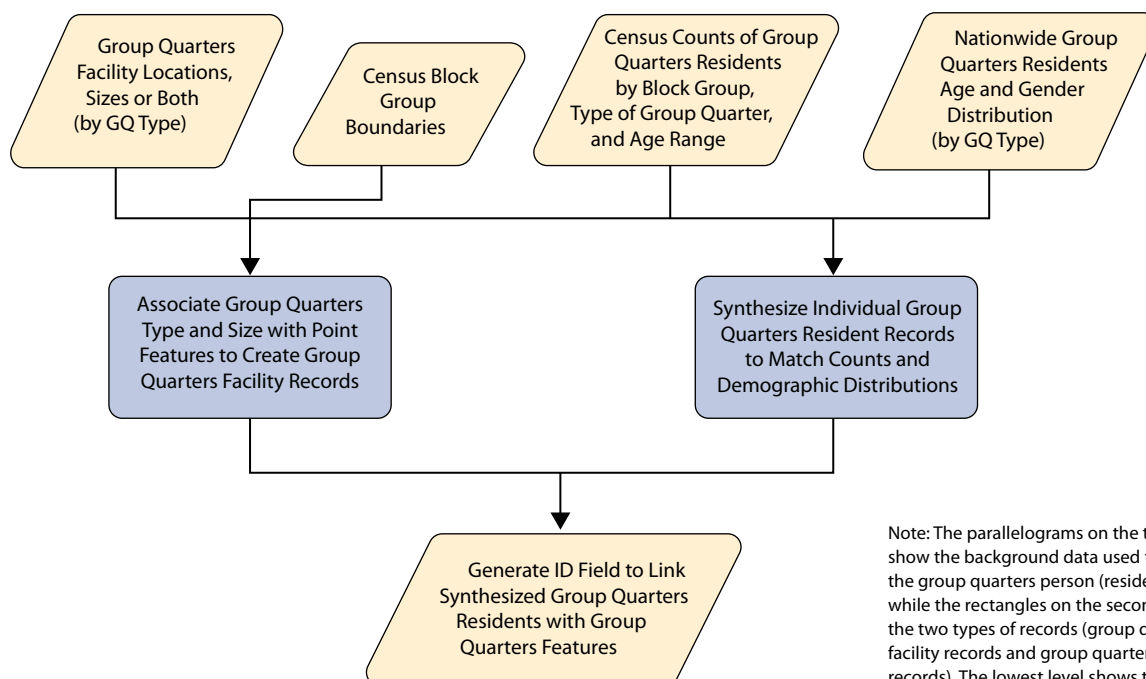 Group Quarters
Facility Locations,
Sizes or Both
(by GQ Type)
Census Block
Group
Boundaries
Census Counts of Group
Quarters Residents
by Block Group,
Type of Group Quarter,
and Age Range
Nationwide Group
Quarters Residents
Age and Gender
Distribution
(by GQ Type)
Associate Group Quarters
Type and Size with Point
Features to Create Group
Quarters Facility Records
Synthesize Individual Group
Quarters Resident Records
to Match Counts and
Demographic Distributions
Generate ID Field to Link
Synthesized Group Quarters
Residents with Group
Quarters Features
Note: The parallelograms on the
show the background data used
the group quarters person
while the rectangles on the
the two types of records (group
facility records and group
records). The lowest level shows